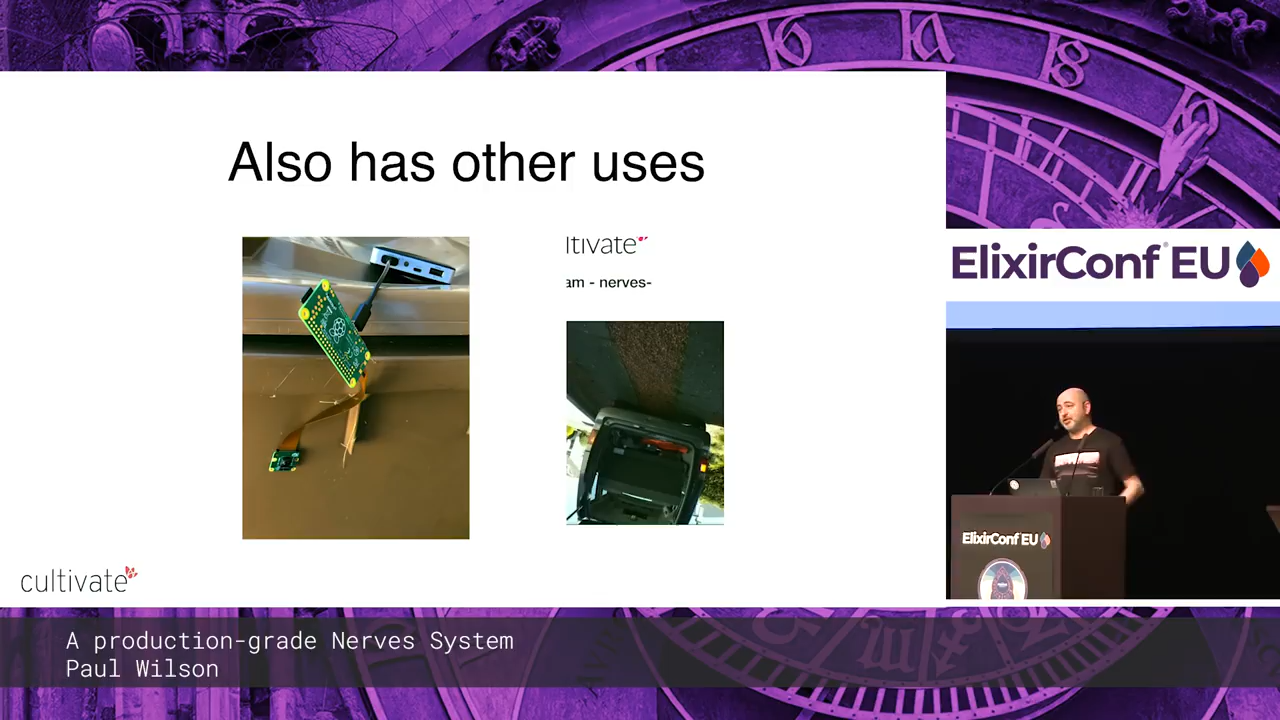 Also has other uses
ltivate
am - nerves-
cultivate
ElixirConf EU
ElixirConf EU
A production-grade Nerves System
Paul Wilson